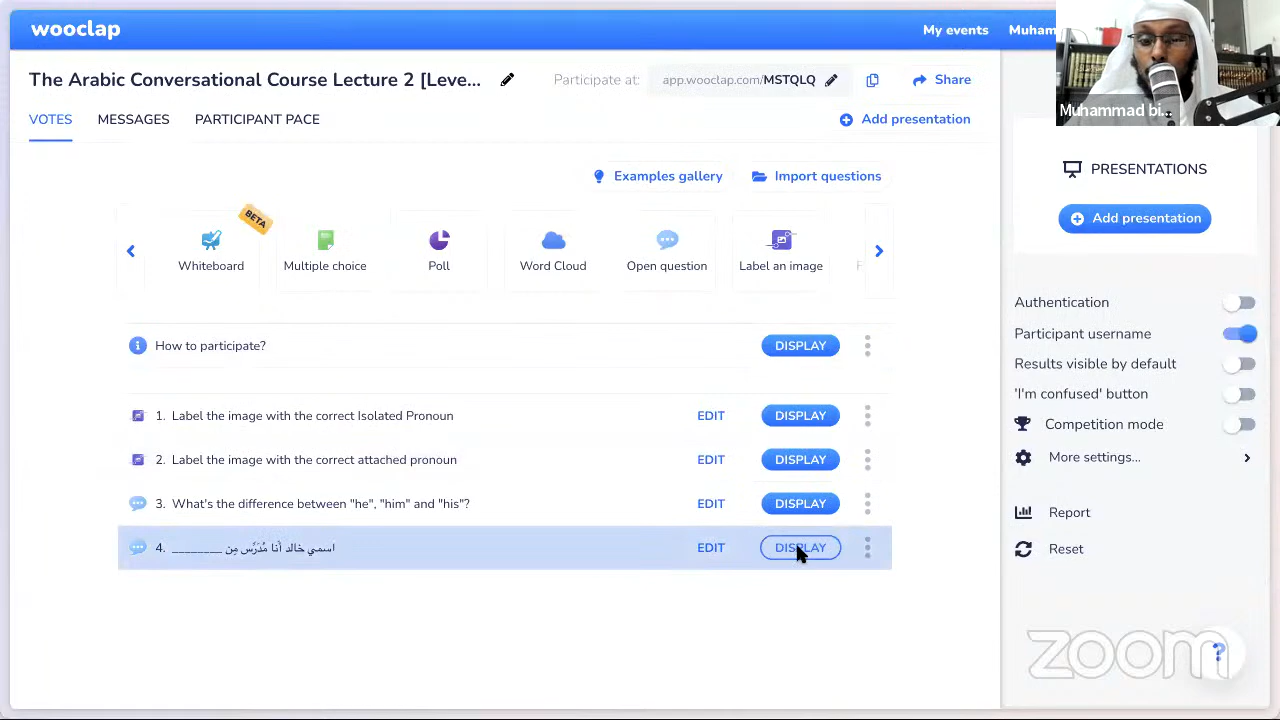 wooclap
My events
Muham
The Arabic Conversational Course Lecture 2 [Leve...
Participate at:
app.wooclap.com/MSTQLQ
Share
VOTES
MESSAGES
PARTICIPANT PACE
Add presentation
Muhammad bi...
Examples gallery
Import questions
BETA
Whiteboard
Multiple choice
Poll
Word Cloud
Open question
Label an image
F
How to participate?
DISPLAY
1. Label the image with the correct Isolated Pronoun
EDIT
DISPLAY
2. Label the image with the correct attached pronoun
EDIT
DISPLAY
3. What's the difference between "he", "him" and "his"?
EDIT
DISPLAY
4. اسمي خالد أنا مُدَرِّس مِن ________
EDIT
DISPLAY
PRESENTATIONS
Add presentation
Authentication
Participant username
Results visible by default
'I'm confused' button
Competition mode
More settings...
Report
Reset
zoom
?